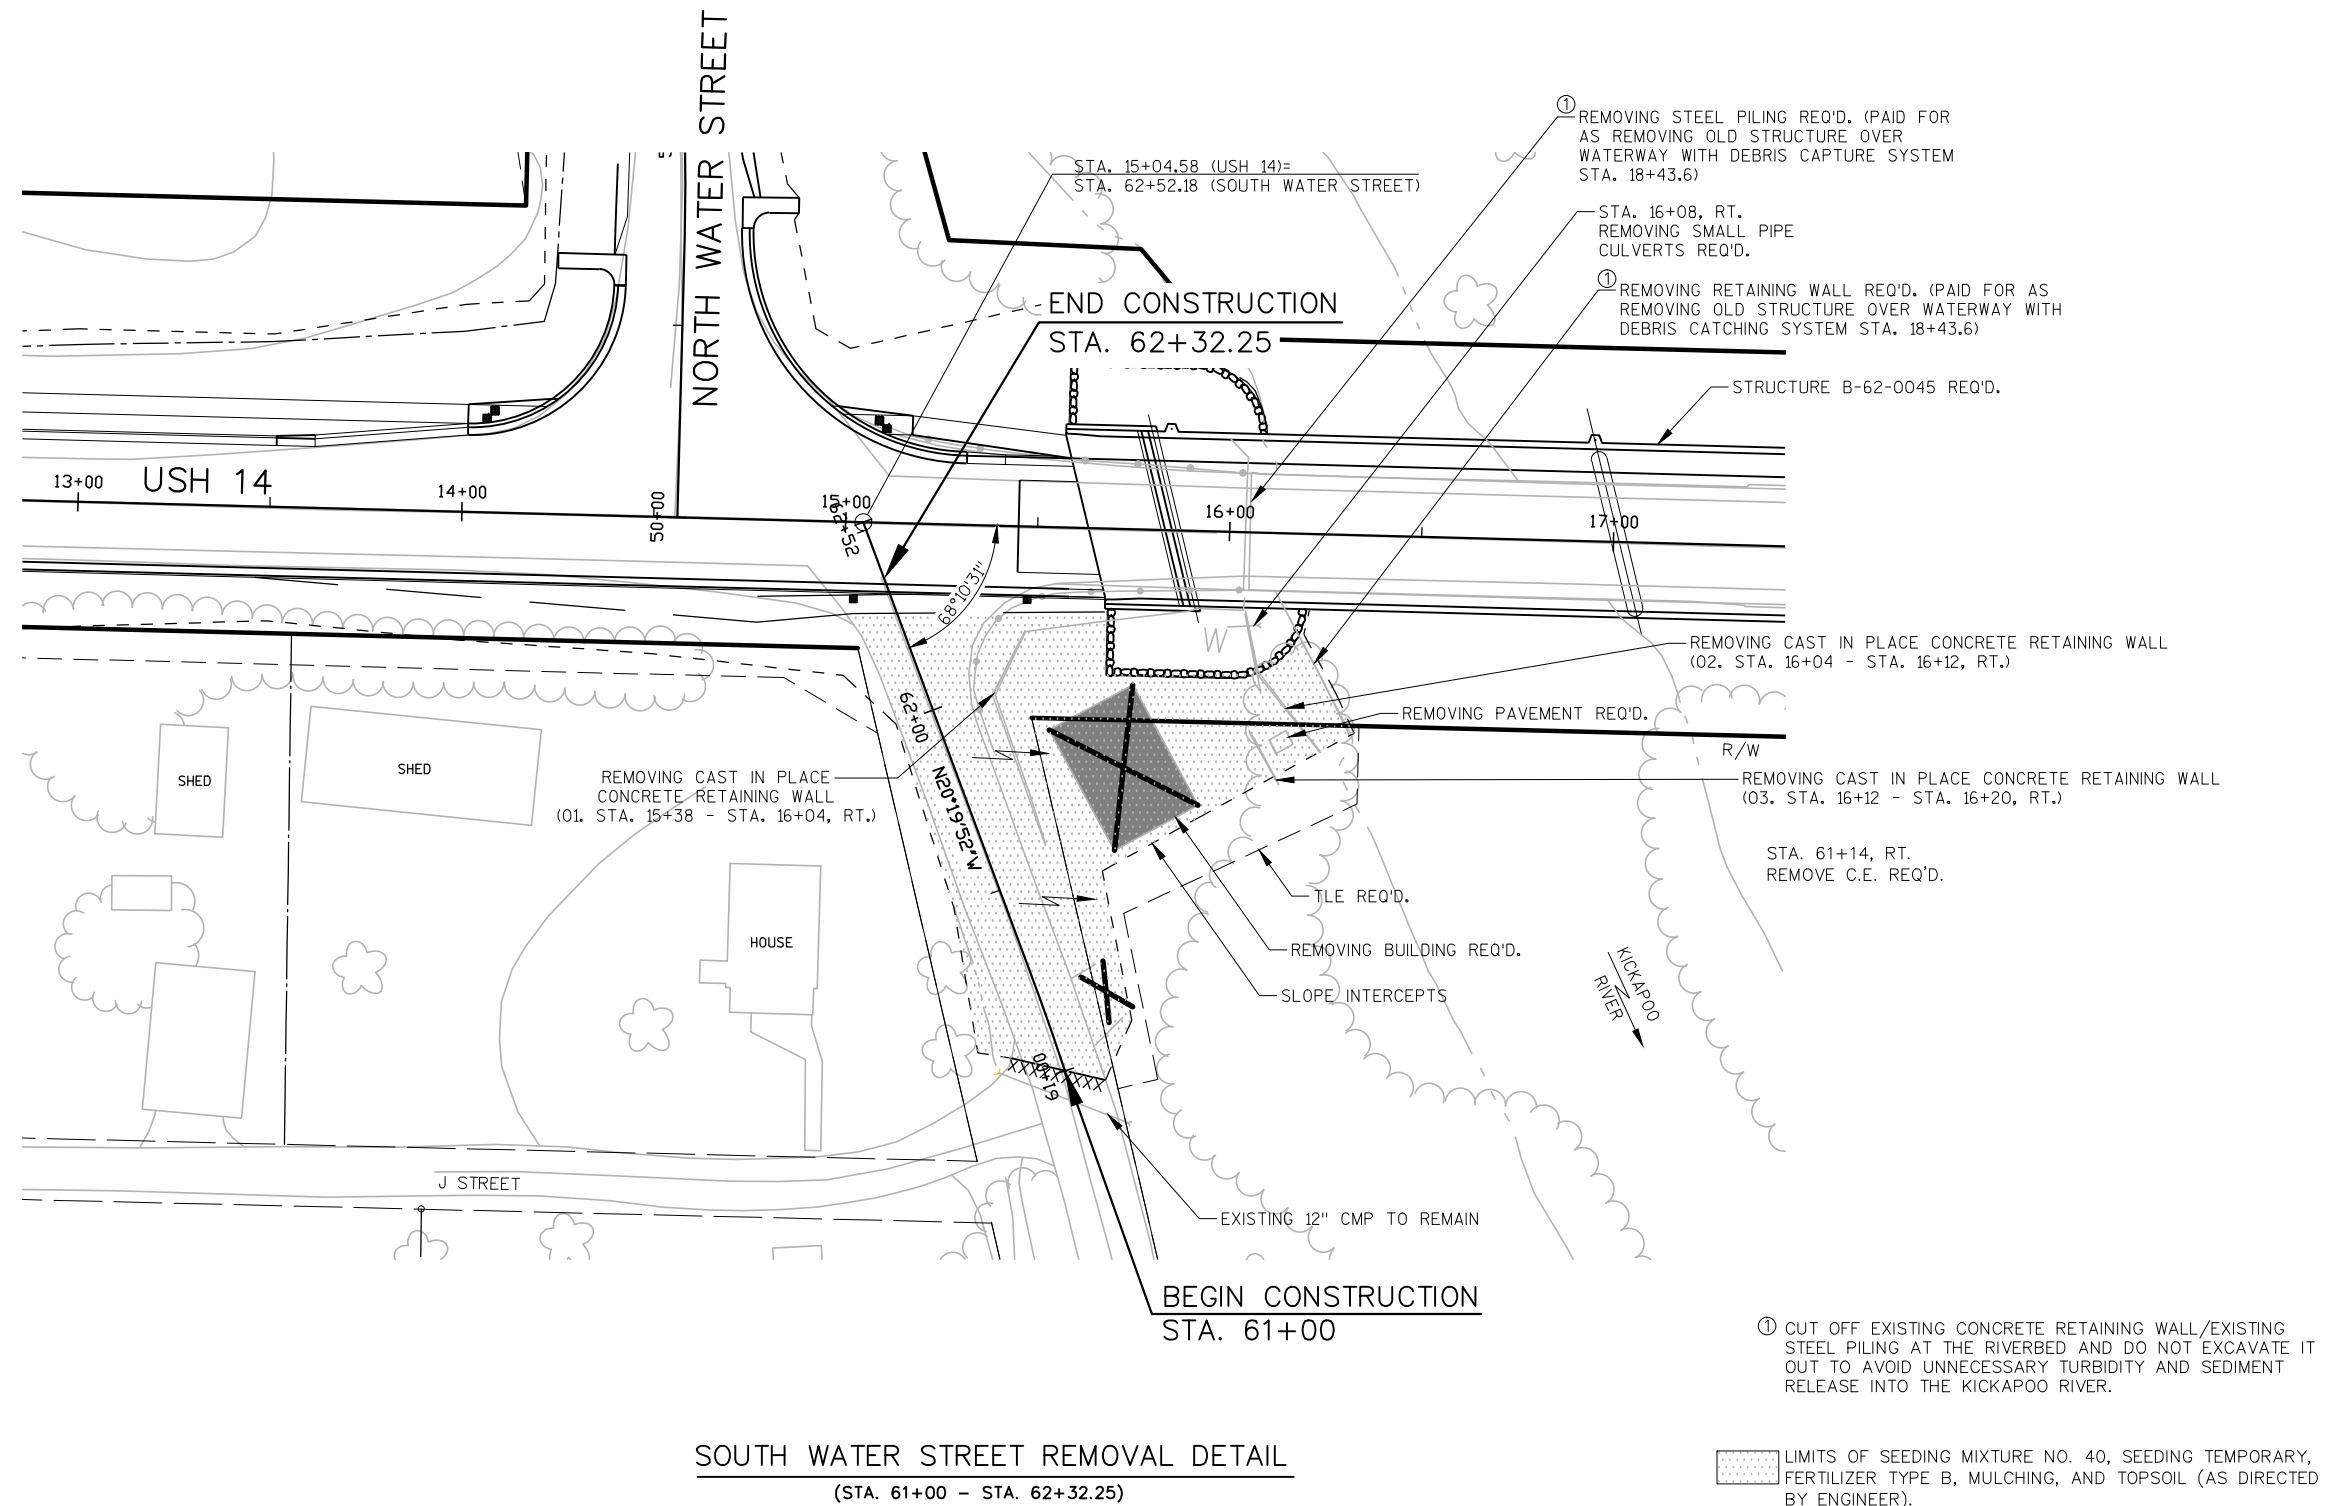 NORTH WATER STREET
① REMOVING STEEL PILING REQ'D. (PAID FOR
AS REMOVING OLD STRUCTURE OVER
WATERWAY WITH DEBRIS CAPTURE SYSTEM
STA. 18+43.6)
STA. 15+04.58 (USH 14)=
STA. 62+52.18 (SOUTH WATER STREET)
STA. 16+08, RT.
REMOVING SMALL PIPE
CULVERTS REQ'D.
① REMOVING RETAINING WALL REQ'D. (PAID FOR AS
REMOVING OLD STRUCTURE OVER WATERWAY WITH
DEBRIS CATCHING SYSTEM STA. 18+43.6)
END CONSTRUCTION
STA. 62+32.25
STRUCTURE B-62-0045 REQ'D.
USH 14
13+00
14+00
50+00
15+00
62+52
16+00
17+00
68°10'31"
W
REMOVING CAST IN PLACE CONCRETE RETAINING WALL
(02. STA. 16+04 - STA. 16+12, RT.)
REMOVING PAVEMENT REQ'D.
62+00
R/W
N20°19'52"W
SHED
SHED
REMOVING CAST IN PLACE
CONCRETE RETAINING WALL
(01. STA. 15+38 - STA. 16+04, RT.)
REMOVING CAST IN PLACE CONCRETE RETAINING WALL
(03. STA. 16+12 - STA. 16+20, RT.)
STA. 61+14, RT.
REMOVE C.E. REQ'D.
TLE REQ'D.
HOUSE
REMOVING BUILDING REQ'D.
SLOPE INTERCEPTS
KICKAPOO
RIVER
61+00
J STREET
EXISTING 12" CMP TO REMAIN
BEGIN CONSTRUCTION
STA. 61+00
① CUT OFF EXISTING CONCRETE RETAINING WALL/EXISTING
STEEL PILING AT THE RIVERBED AND DO NOT EXCAVATE IT
OUT TO AVOID UNNECESSARY TURBIDITY AND SEDIMENT
RELEASE INTO THE KICKAPOO RIVER.
SOUTH WATER STREET REMOVAL DETAIL
(STA. 61+00 - STA. 62+32.25)
LIMITS OF SEEDING MIXTURE NO. 40, SEEDING TEMPORARY,
FERTILIZER TYPE B, MULCHING, AND TOPSOIL (AS DIRECTED
BY ENGINEER).